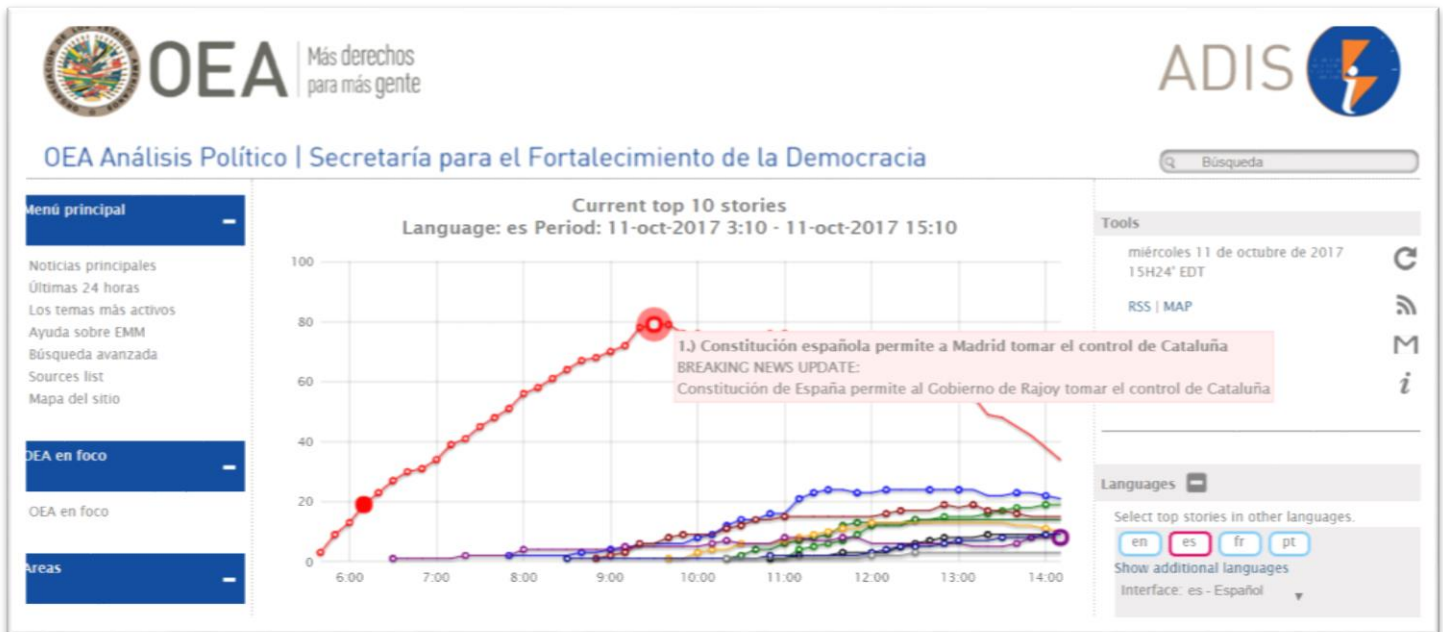 OEA
Más derechos
para más gente
ADIS
OEA Análisis Político | Secretaría para el Fortalecimiento de la Democracia
Búsqueda
Menú principal
Noticias principales
Últimas 24 horas
Los temas más activos
Ayuda sobre EMM
Búsqueda avanzada
Sources list
Mapa del sitio
OEA en foco
OEA en foco
Areas
Current top 10 stories
Language: es Period: 11-oct-2017 3:10 - 11-oct-2017 15:10
100
80
60
40
20
0
6:00 7:00 8:00 9:00 10:00 11:00 12:00 13:00 14:00
1.) Constitución española permite a Madrid tomar el control de Cataluña
BREAKING NEWS UPDATE:
Constitución de España permite al Gobierno de Rajoy tomar el control de Cataluña
Tools
miércoles 11 de octubre de 2017
15H24' EDT
RSS | MAP
Languages
Select top stories in other languages.
en es fr pt
Show additional languages
Interface: es - Español